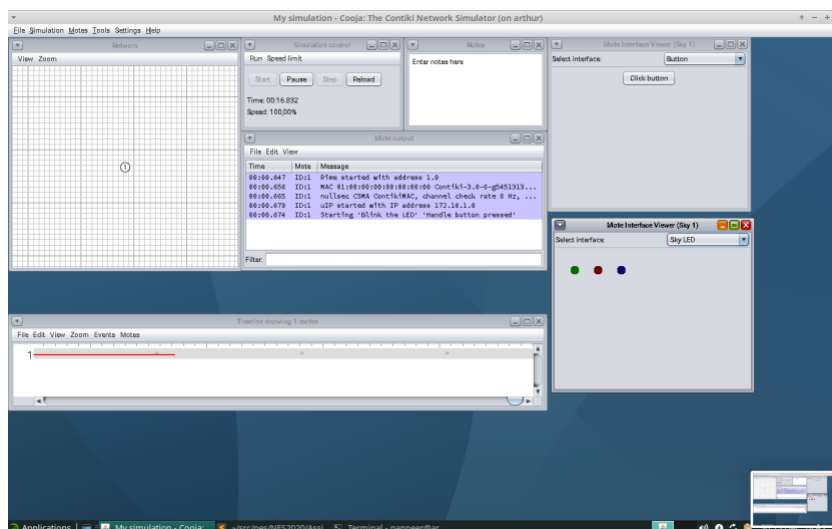 My simulation - Cooja: The Contiki Network Simulator (on arthur)
File Simulation Motes Tools Settings Help
Network
View Zoom
1
Simulation control
Run Speed limit
Start Pause Step Reload
Time: 00:16.832
Speed: 100,00%
Notes
Enter notes here
Mote output
File Edit View
Time Mote Message
00:00.647 ID:1 Rime started with address 1.0
00:00.656 ID:1 MAC 01:00:00:00:00:00:00:00 Contiki-3.0-6-g5451313...
00:00.665 ID:1 nullsec CSMA ContikiMAC, channel check rate 8 Hz, ...
00:00.670 ID:1 uIP started with IP address 172.16.1.0
00:00.674 ID:1 Starting 'Blink the LED' 'Handle button pressed'
Filter:
Mote Interface Viewer (Sky 1)
Select interface: Button
Click button
Mote Interface Viewer (Sky 1)
Select interface: Sky LED
Timeline showing 1 motes
File Edit View Zoom Events Motes
1
Applications My simulation - Cooja: ~/src/nes/NES2020/Assi... Terminal